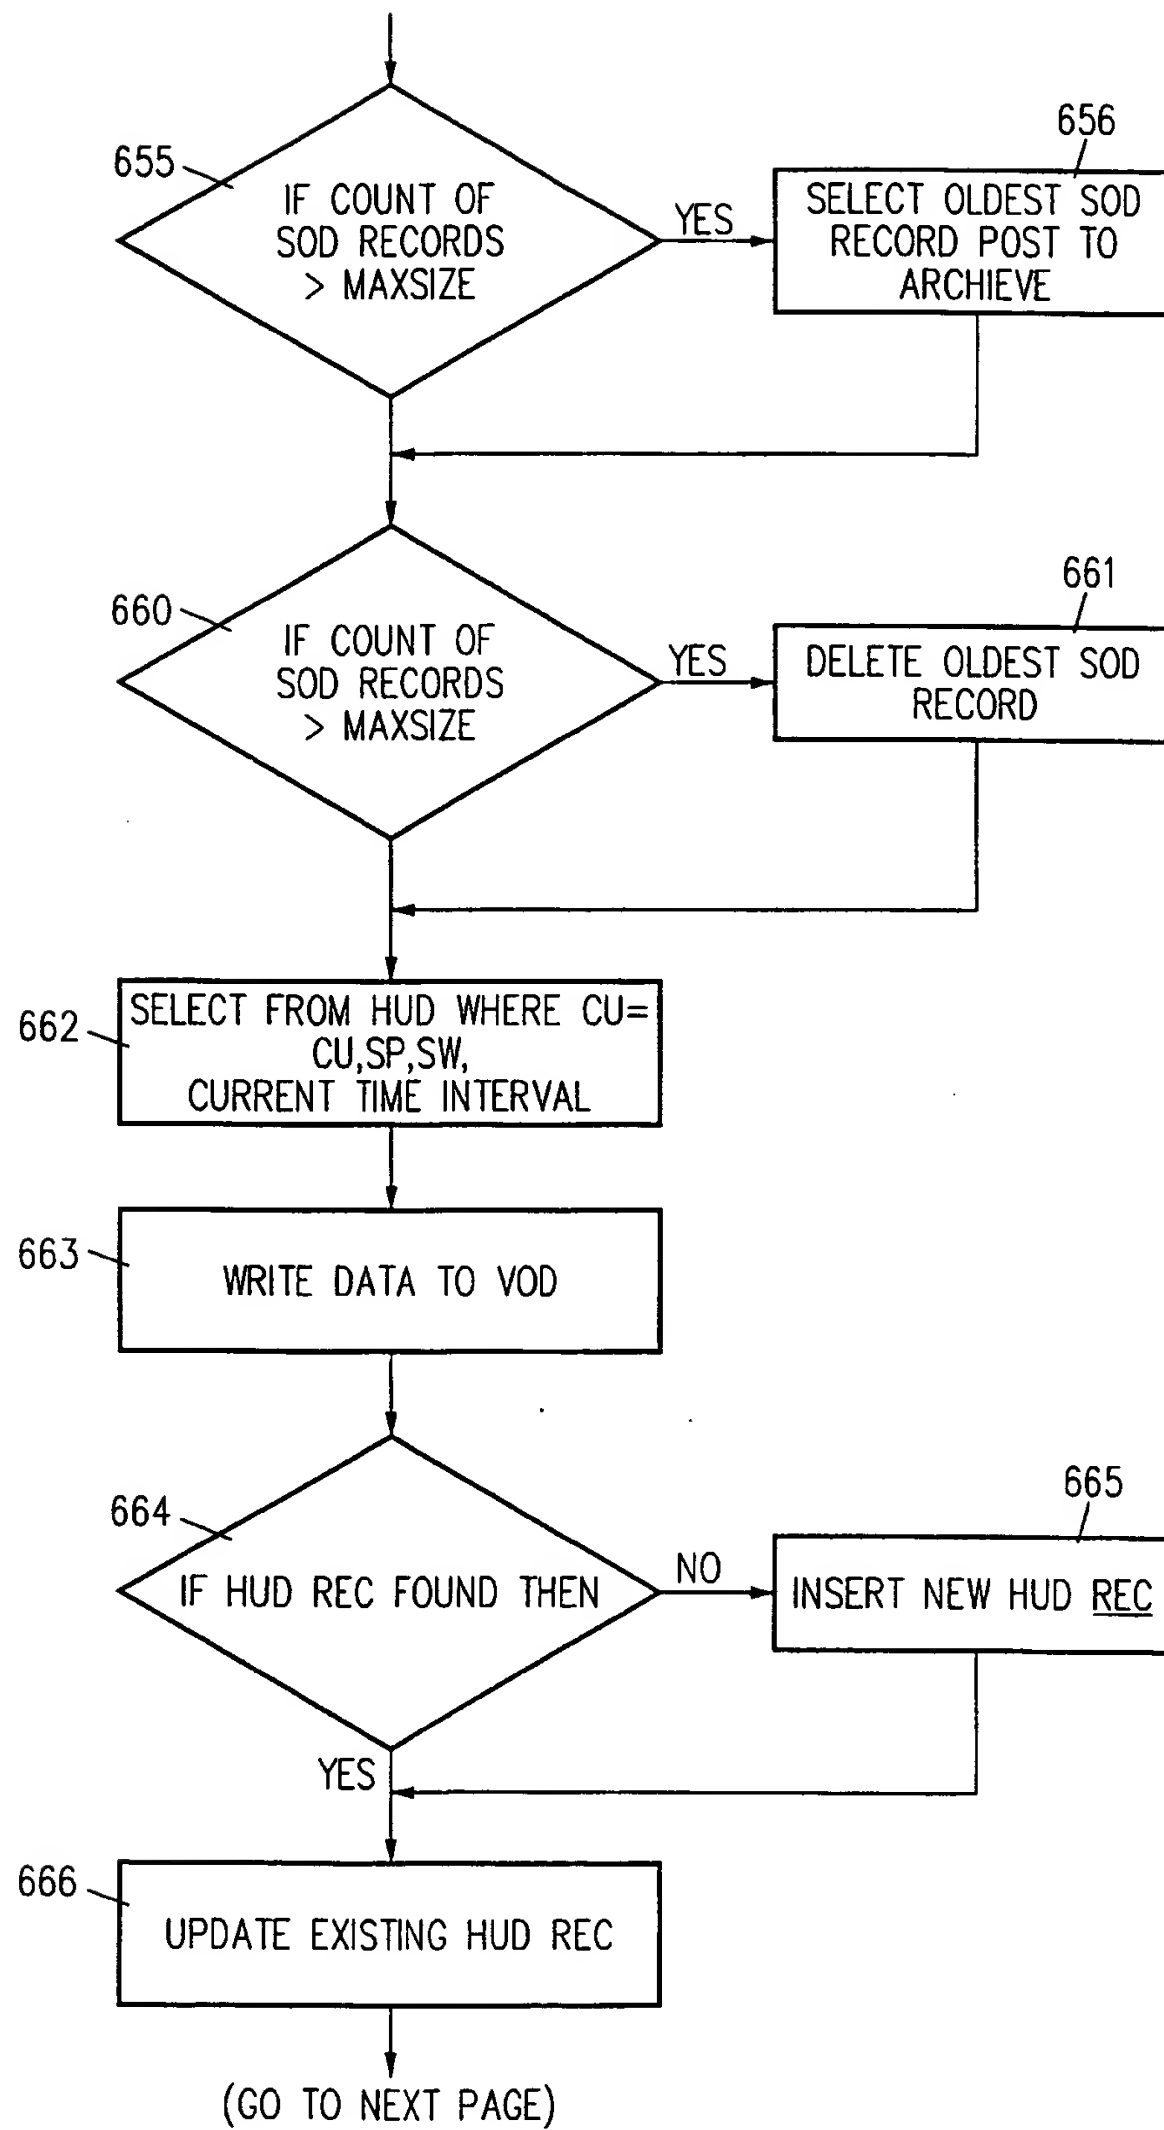 655
IF COUNT OF
SOD RECORDS
> MAXSIZE
YES
656
SELECT OLDEST SOD
RECORD POST TO
ARCHIEVE
660
IF COUNT OF
SOD RECORDS
> MAXSIZE
YES
661
DELETE OLDEST SOD
RECORD
662
SELECT FROM HUD WHERE CU=
CU,SP,SW,
CURRENT TIME INTERVAL
663
WRITE DATA TO VOD
664
IF HUD REC FOUND THEN
NO
665
INSERT NEW HUD REC
YES
666
UPDATE EXISTING HUD REC
(GO TO NEXT PAGE)